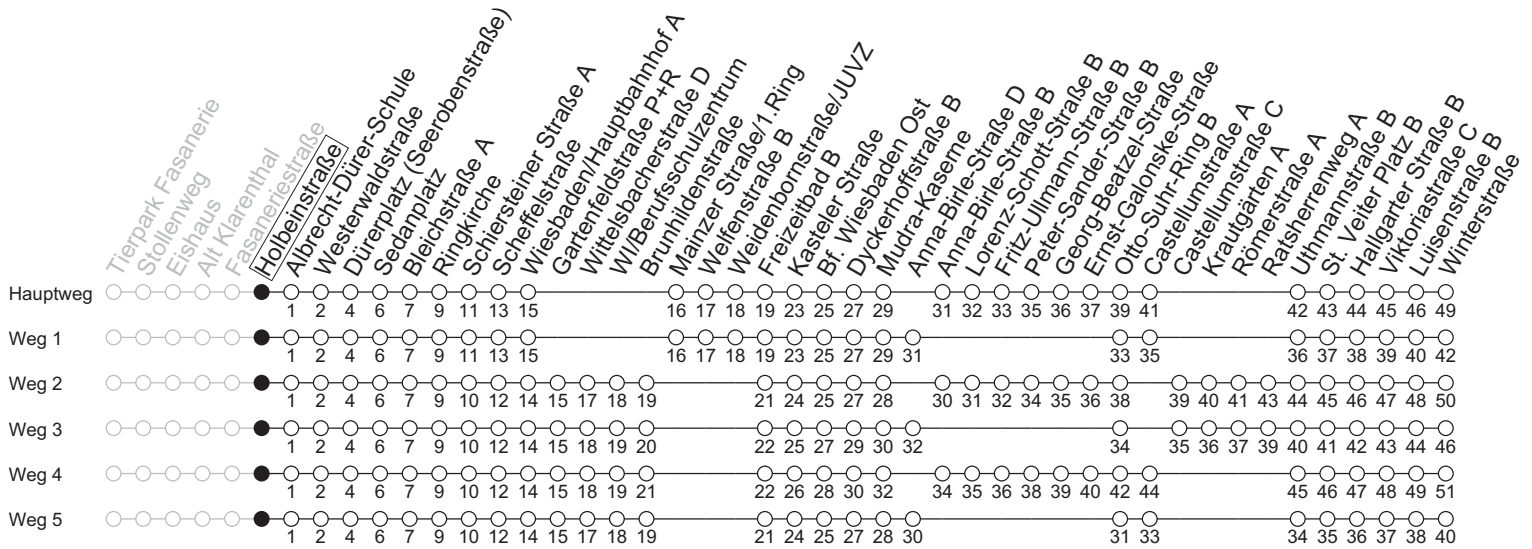 Tierpark Fasanerie
Stollenweg
Eishaus
Alt Klarenthal
Fasaneriestraße
Holbeinstraße
Albrecht-Dürer-Schule
Westerwaldstraße
Dürerplatz (Seerobenstraße)
Sedanplatz
Bleichstraße A
Ringkirche
Schiersteiner Straße A
Scheffelstraße
Wiesbaden/Hauptbahnhof A
Gartenfeldstraße P+R
Wittelsbacherstraße D
WI/Berufsschulzentrum
Brunhildenstraße
Mainzer Straße/1.Ring
Welfenstraße B
Weidenbornstraße/JUVZ
Freizeitbad B
Kasteler Straße
Bf. Wiesbaden Ost
Dyckerhoffstraße B
Mudra-Kaserne
Anna-Birle-Straße D
Anna-Birle-Straße B
Lorenz-Schott-Straße B
Fritz-Ullmann-Straße B
Peter-Sander-Straße B
Georg-Beatzel-Straße
Ernst-Galonske-Straße
Otto-Suhr-Ring B
Castellumstraße A
Castellumstraße C
Krautgärten A
Römerstraße A
Ratsherrenweg A
Uthmannstraße B
St. Veiter Platz B
Hallgarter Straße B
Viktoriastraße C
Luisenstraße B
Winterstraße
Hauptweg
1 2 4 6 7 9 11 13 15 16 17 18 19 23 25 27 29 31 32 33 35 36 37 39 41 42 43 44 45 46 49
Weg 1
1 2 4 6 7 9 11 13 15 16 17 18 19 23 25 27 29 31 33 35 36 37 38 39 40 42
Weg 2
1 2 4 6 7 9 10 12 14 15 17 18 19 21 24 25 27 28 30 31 32 34 35 36 38 39 40 41 43 44 45 46 47 48 50
Weg 3
1 2 4 6 7 9 10 12 14 17 18 19 20 22 25 27 29 30 32 34 35 36 37 39 40 41 42 43 44 46
Weg 4
1 2 4 6 7 9 10 12 14 15 18 19 21 22 26 28 30 32 34 35 36 38 39 40 42 44 45 46 47 48 49 51
Weg 5
1 2 4 6 7 9 10 12 14 15 17 18 19 21 24 25 27 28 30 31 33 34 35 36 37 38 40